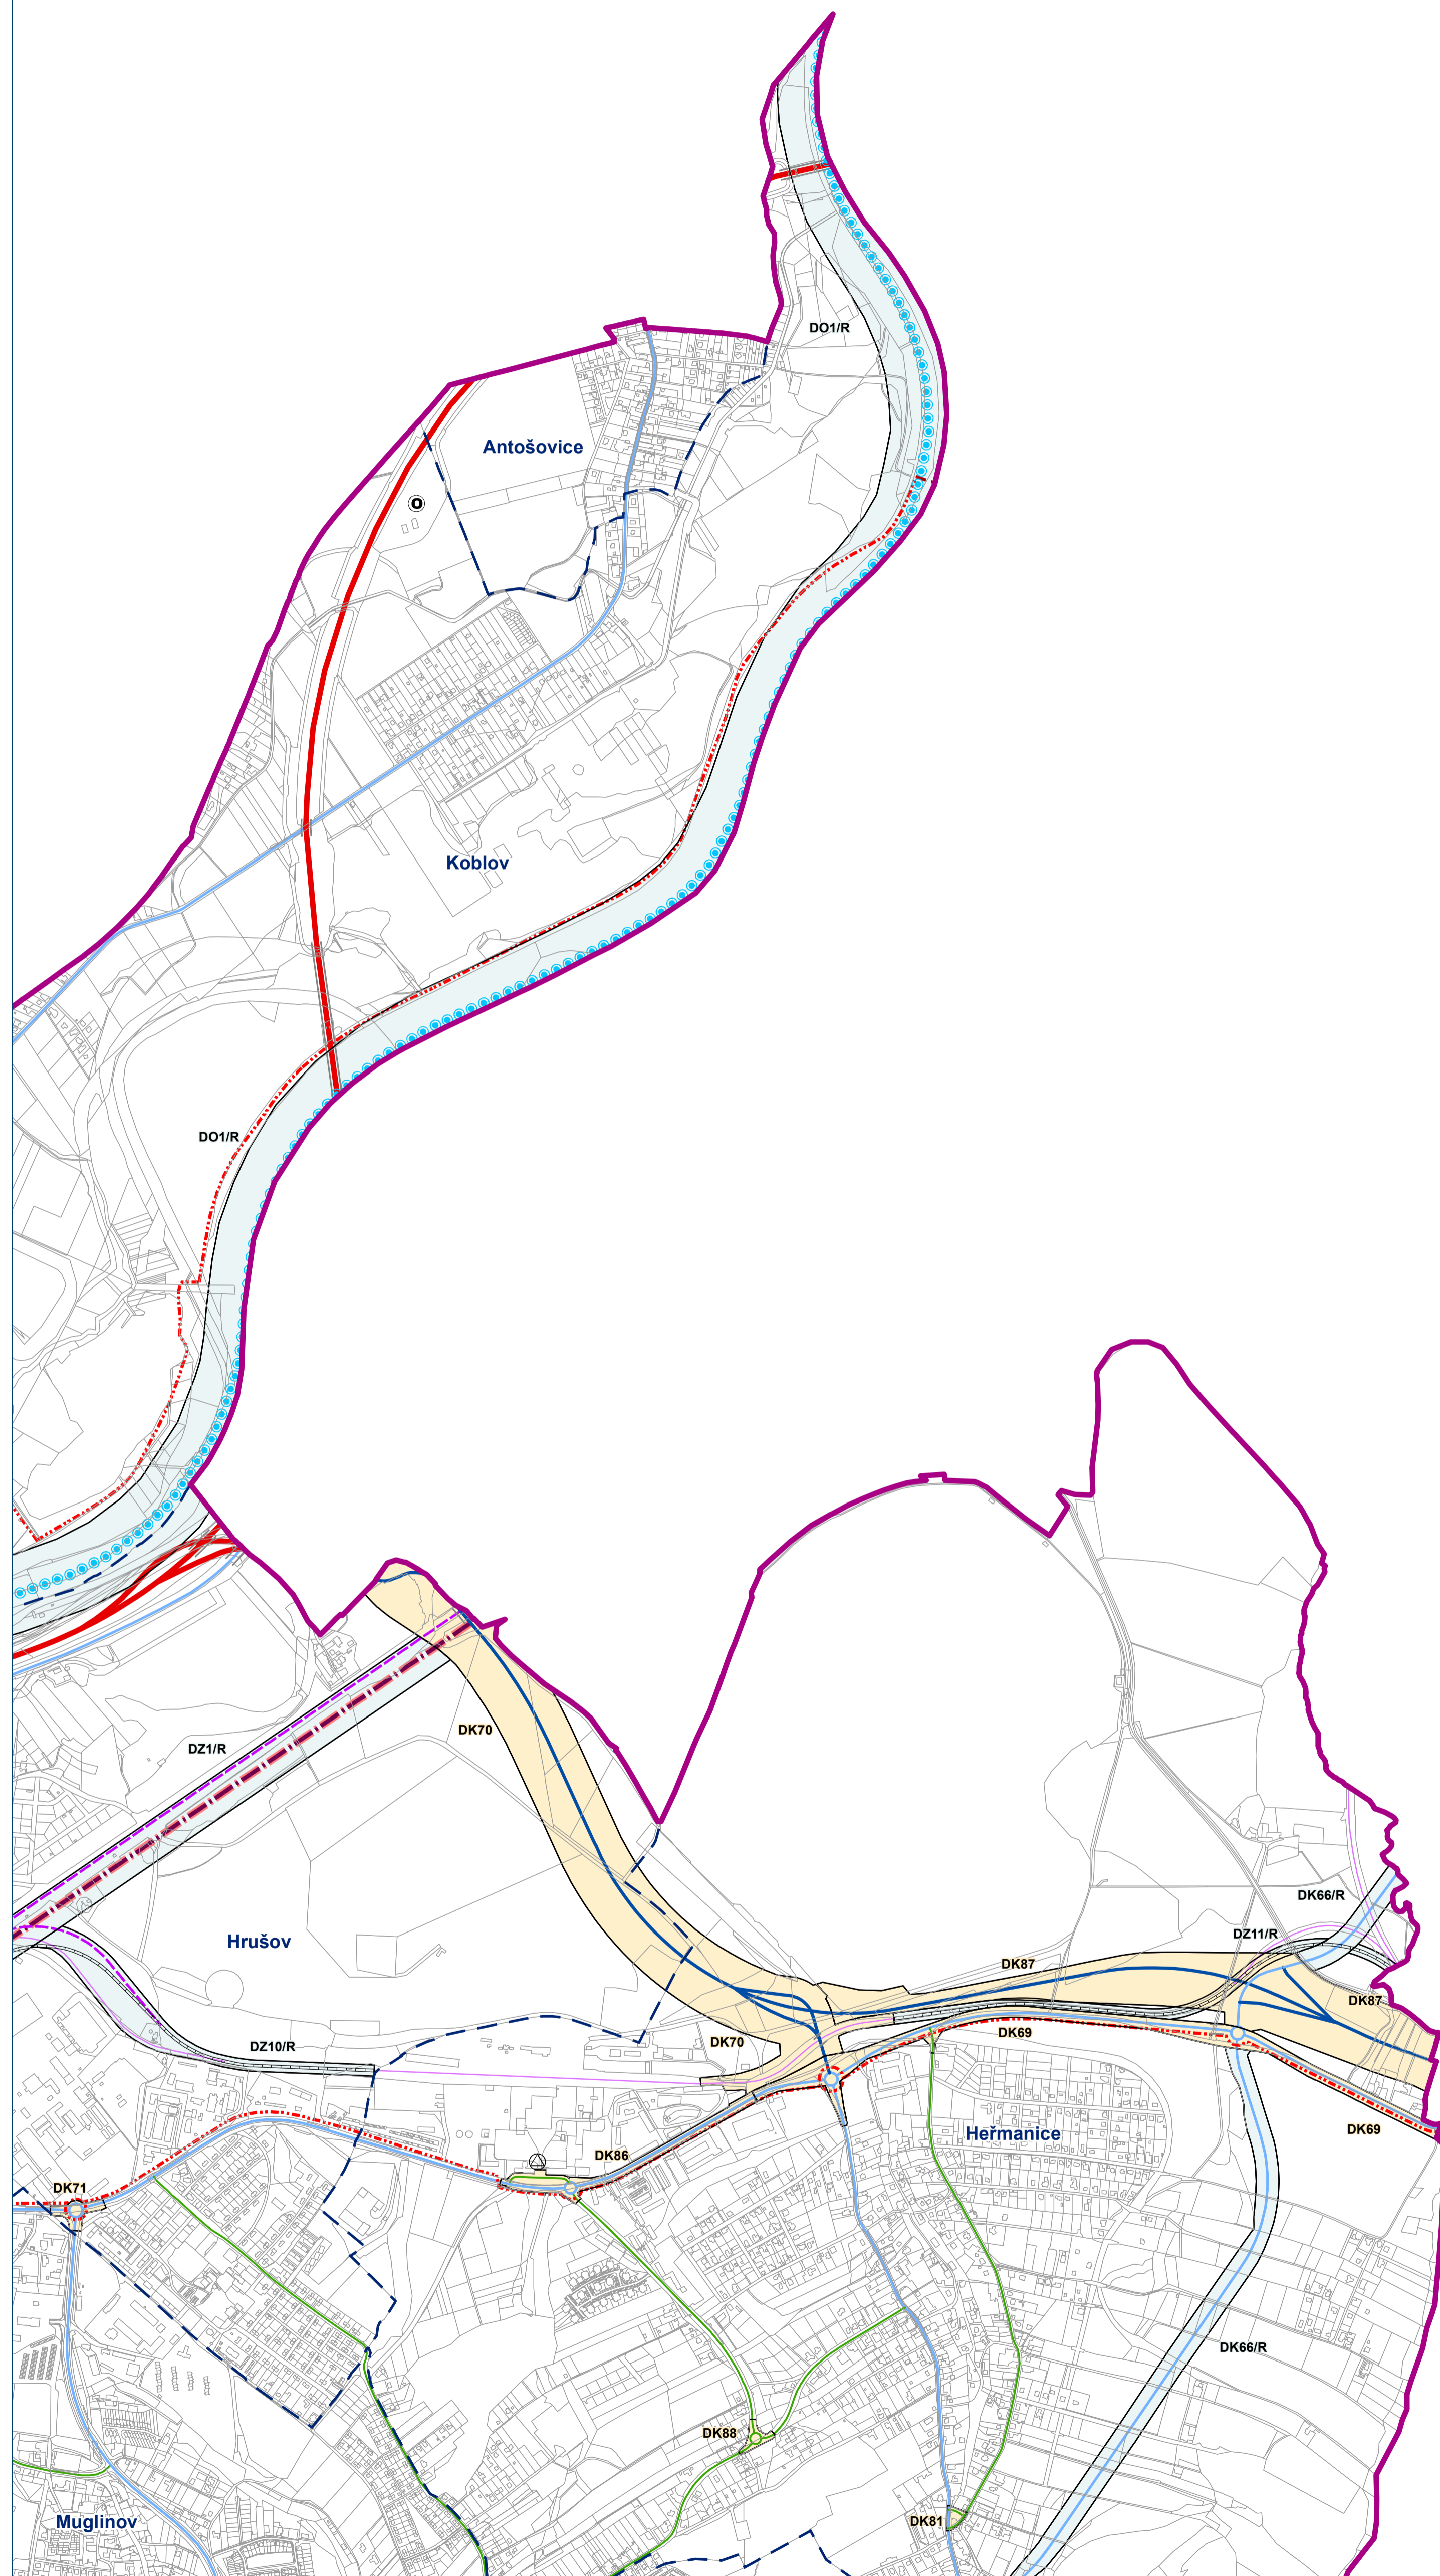 DO1/R
Antošovice
O
Koblov
DO1/R
DK70
DZ1/R
DK66/R
DZ11/R
Hrušov
DK87
DK87
DK70
DK69
DZ10/R
Heřmanice
DK69
DK86
DK71
DK66/R
DK88
DK81
Muglinov